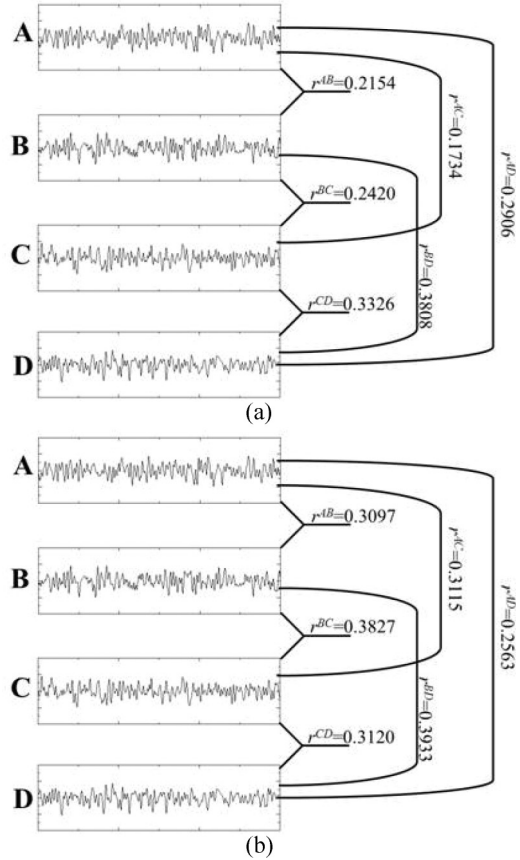 A
r^AB=0.2154
r^AC=0.1734
r^AD=0.2906
B
r^BC=0.2420
C
r^BD=0.3808
r^CD=0.3326
D
(a)
A
r^AB=0.3097
r^AC=0.3115
r^AD=0.2563
B
r^BC=0.3827
C
r^BD=0.3933
r^CD=0.3120
D
(b)